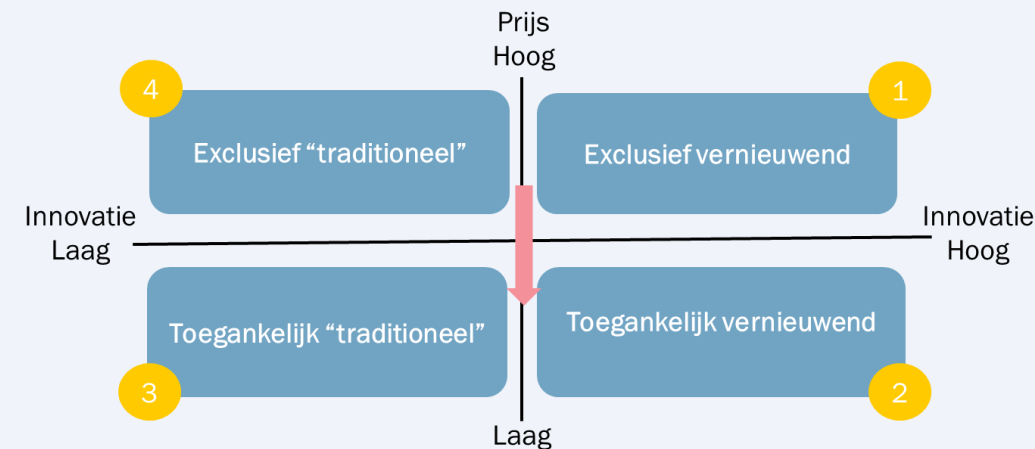 Prijs
Hoog
4
1
Exclusief “traditioneel”
Exclusief vernieuwend
Innovatie
Laag
Innovatie
Hoog
Toegankelijk “traditioneel”
Toegankelijk vernieuwend
3
2
Laag